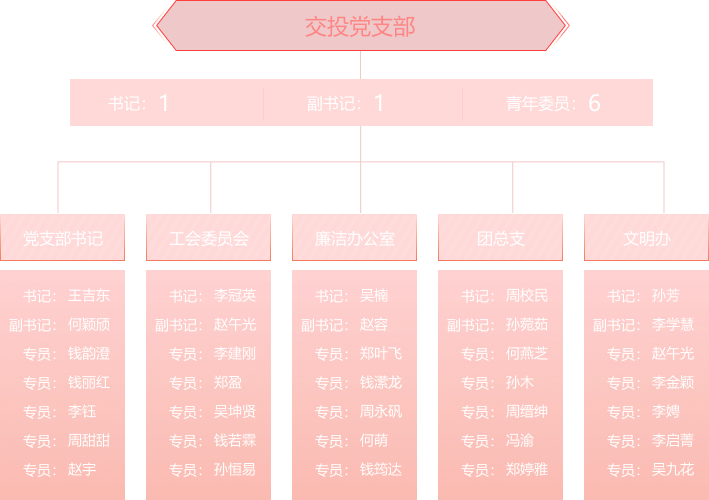 交投党支部
书记：1 副书记：1 青年委员：6
党支部书记 工会委员会 廉洁办公室 团总支 文明办
书记：王吉东 书记：李冠英 书记：吴楠 书记：周校民 书记：孙芳
副书记：何颖颀 副书记：赵午光 副书记：赵容 副书记：孙菀茹 副书记：李学慧
专员：钱韵澄 专员：李建刚 专员：郑叶飞 专员：何燕芝 专员：赵午光
专员：钱丽红 专员：郑盈 专员：钱潆龙 专员：孙木 专员：李金颖
专员：李钰 专员：吴坤贤 专员：周永矾 专员：周缙绅 专员：李娉
专员：周甜甜 专员：钱若霖 专员：何萌 专员：冯渝 专员：李启菁
专员：赵宇 专员：孙恒易 专员：钱筠达 专员：郑婷雅 专员：吴九花